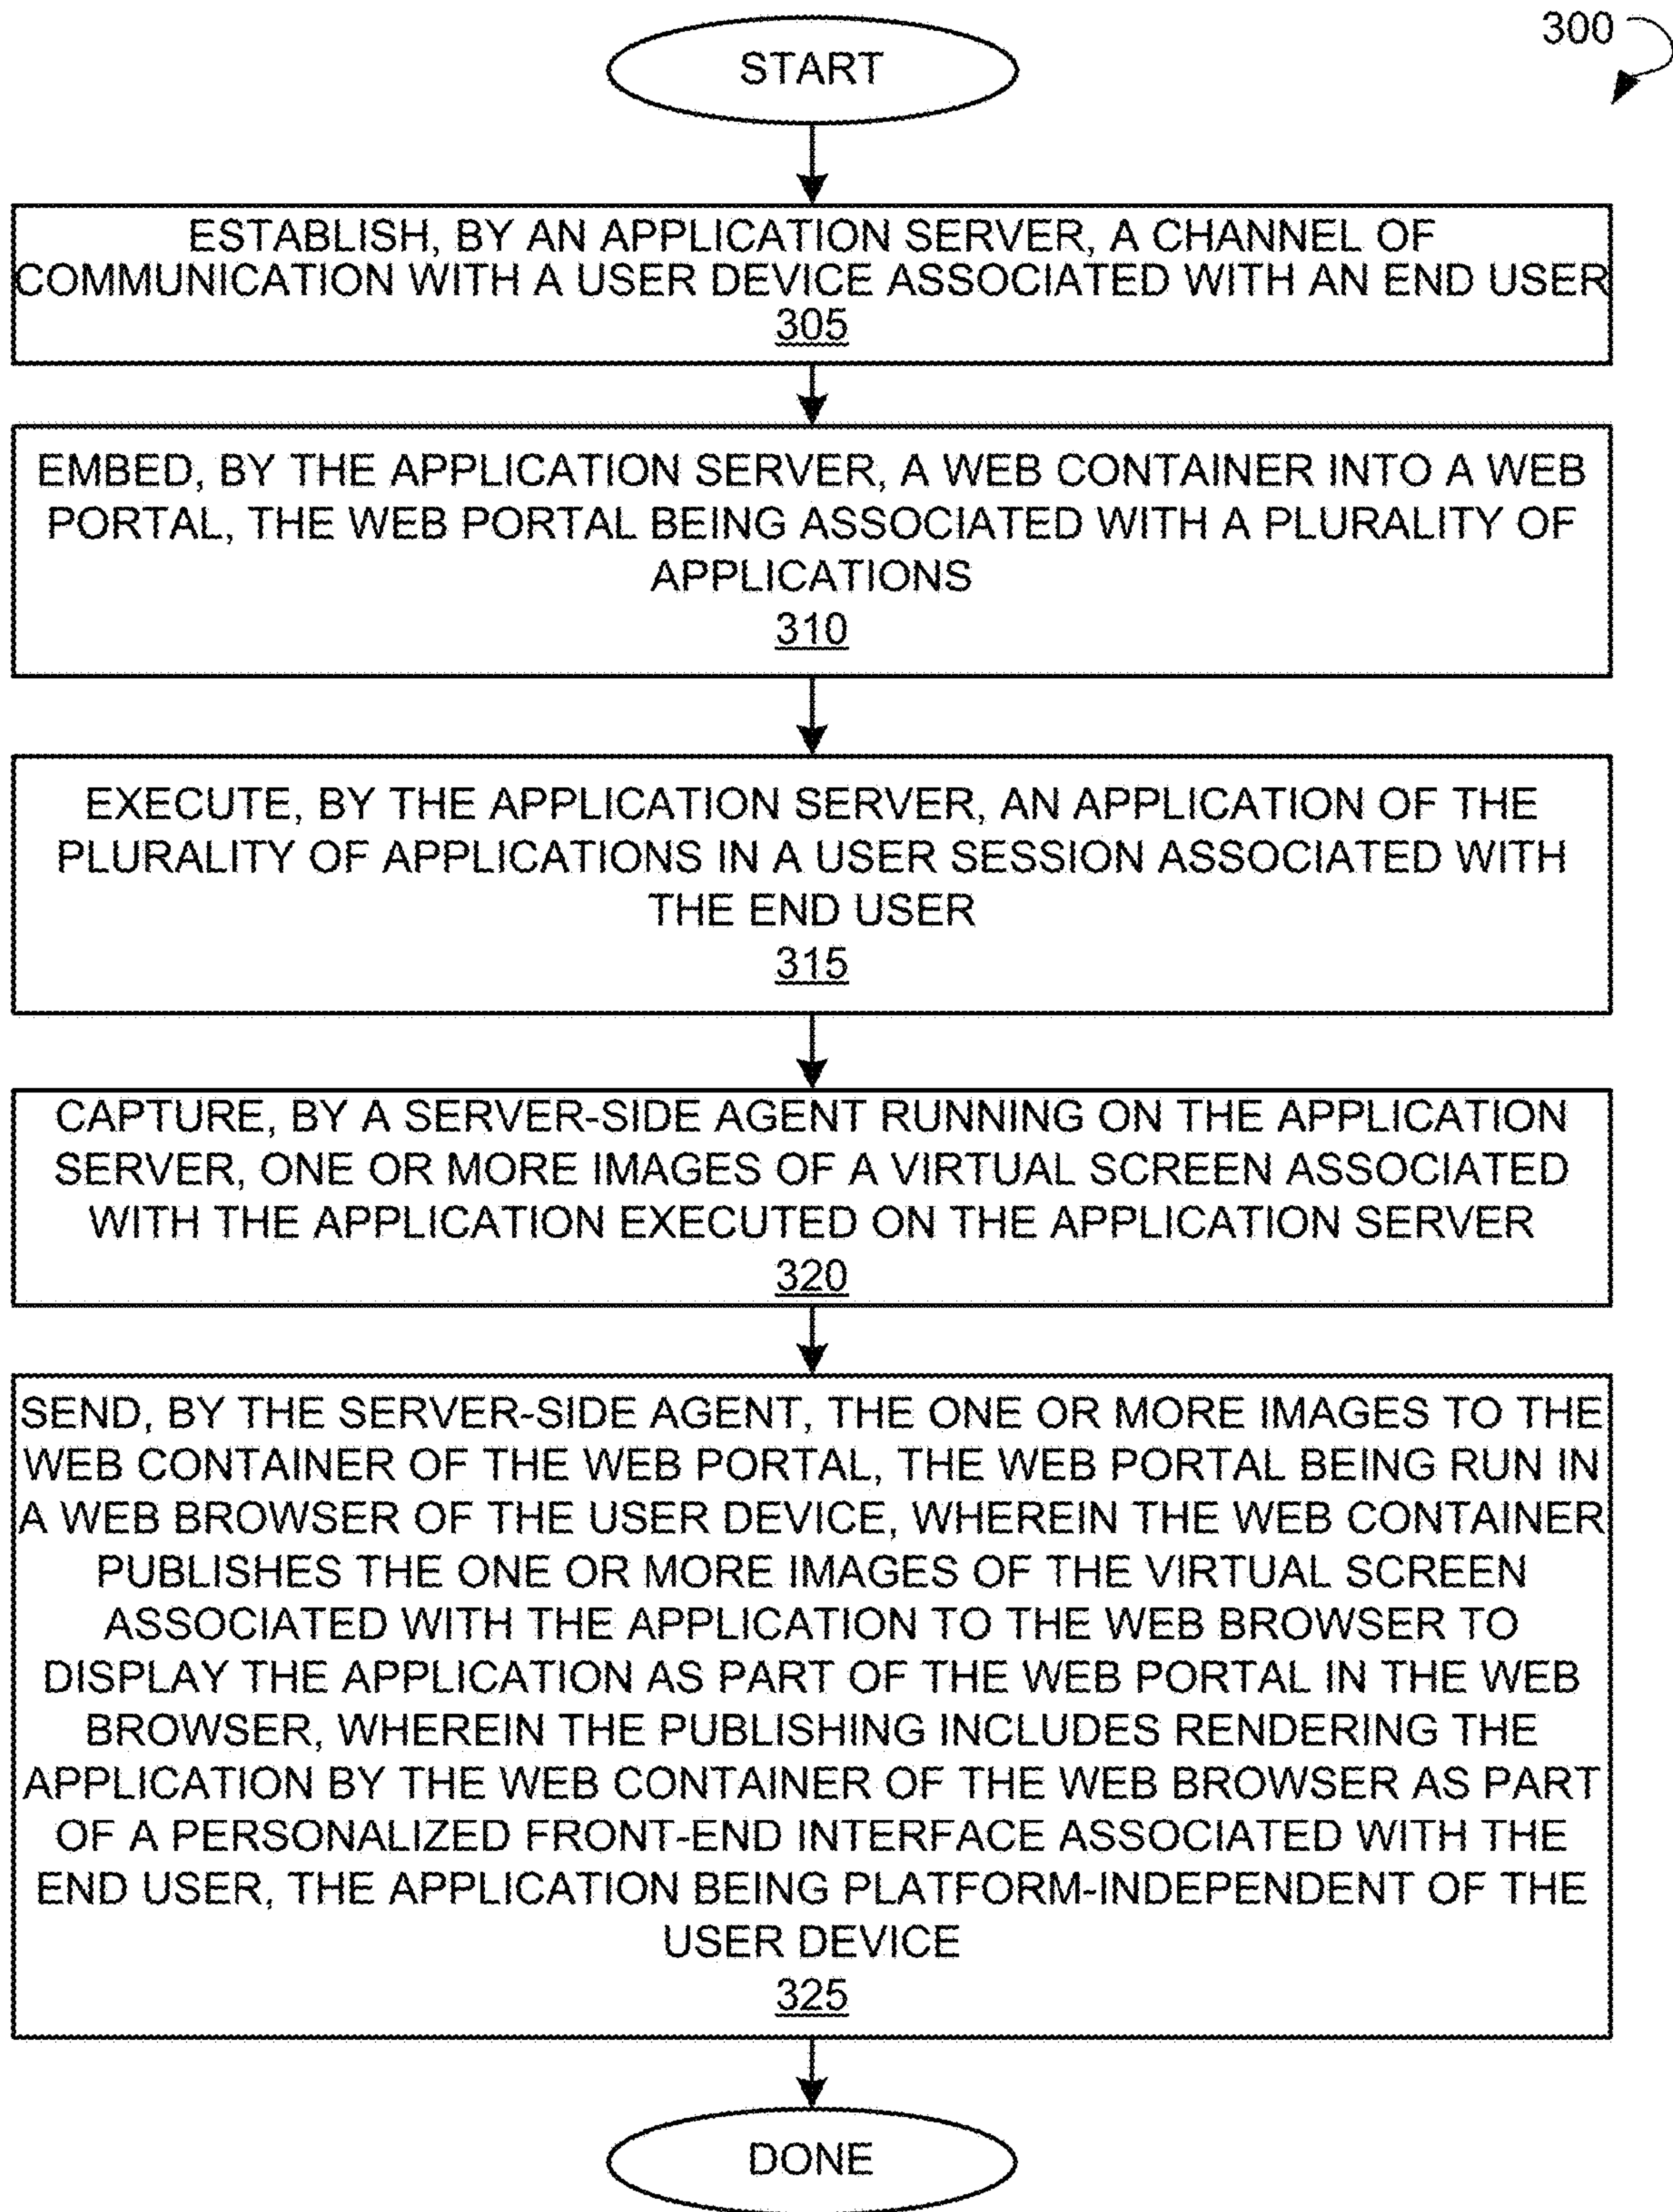 300
START
ESTABLISH, BY AN APPLICATION SERVER, A CHANNEL OF
COMMUNICATION WITH A USER DEVICE ASSOCIATED WITH AN END USER
305
EMBED, BY THE APPLICATION SERVER, A WEB CONTAINER INTO A WEB
PORTAL, THE WEB PORTAL BEING ASSOCIATED WITH A PLURALITY OF
APPLICATIONS
310
EXECUTE, BY THE APPLICATION SERVER, AN APPLICATION OF THE
PLURALITY OF APPLICATIONS IN A USER SESSION ASSOCIATED WITH
THE END USER
315
CAPTURE, BY A SERVER-SIDE AGENT RUNNING ON THE APPLICATION
SERVER, ONE OR MORE IMAGES OF A VIRTUAL SCREEN ASSOCIATED
WITH THE APPLICATION EXECUTED ON THE APPLICATION SERVER
320
SEND, BY THE SERVER-SIDE AGENT, THE ONE OR MORE IMAGES TO THE
WEB CONTAINER OF THE WEB PORTAL, THE WEB PORTAL BEING RUN IN
A WEB BROWSER OF THE USER DEVICE, WHEREIN THE WEB CONTAINER
PUBLISHES THE ONE OR MORE IMAGES OF THE VIRTUAL SCREEN
ASSOCIATED WITH THE APPLICATION TO THE WEB BROWSER TO
DISPLAY THE APPLICATION AS PART OF THE WEB PORTAL IN THE WEB
BROWSER, WHEREIN THE PUBLISHING INCLUDES RENDERING THE
APPLICATION BY THE WEB CONTAINER OF THE WEB BROWSER AS PART
OF A PERSONALIZED FRONT-END INTERFACE ASSOCIATED WITH THE
END USER, THE APPLICATION BEING PLATFORM-INDEPENDENT OF THE
USER DEVICE
325
DONE